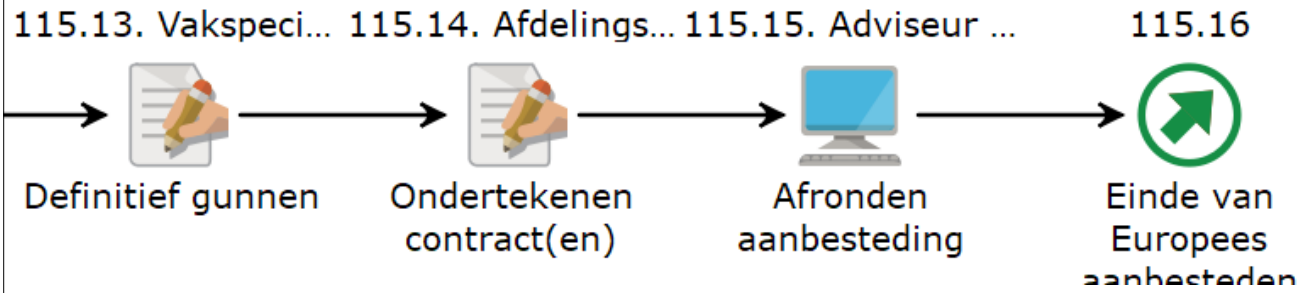 115.13. Vakspeci... 115.14. Afdelings... 115.15. Adviseur ... 115.16
Definitief gunnen
Ondertekenen
contract(en)
Afronden
aanbesteding
Einde van
Europees
aanbesteden